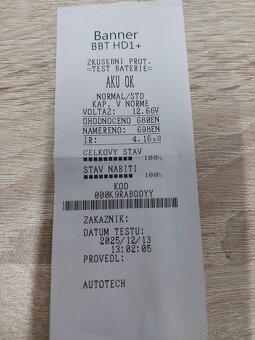 Banner
BBT HD1+
ZKUSEBNI PROT.
=TEST BATERIE=
AKU OK
NORMAL/STD
KAP. V NORME
VOLTAZ: 12.66V
OHODNOCENO 680EN
NAMERENO: 698EN
IR: 4.16mΩ
CELKOVY STAV
100%
STAV NABITI
100%
KOD
000K9RABODYY
ZAKAZNIK:
DATUM TESTU:
2025/12/13
13:02:05
PROVEDL:
AUTOTECH